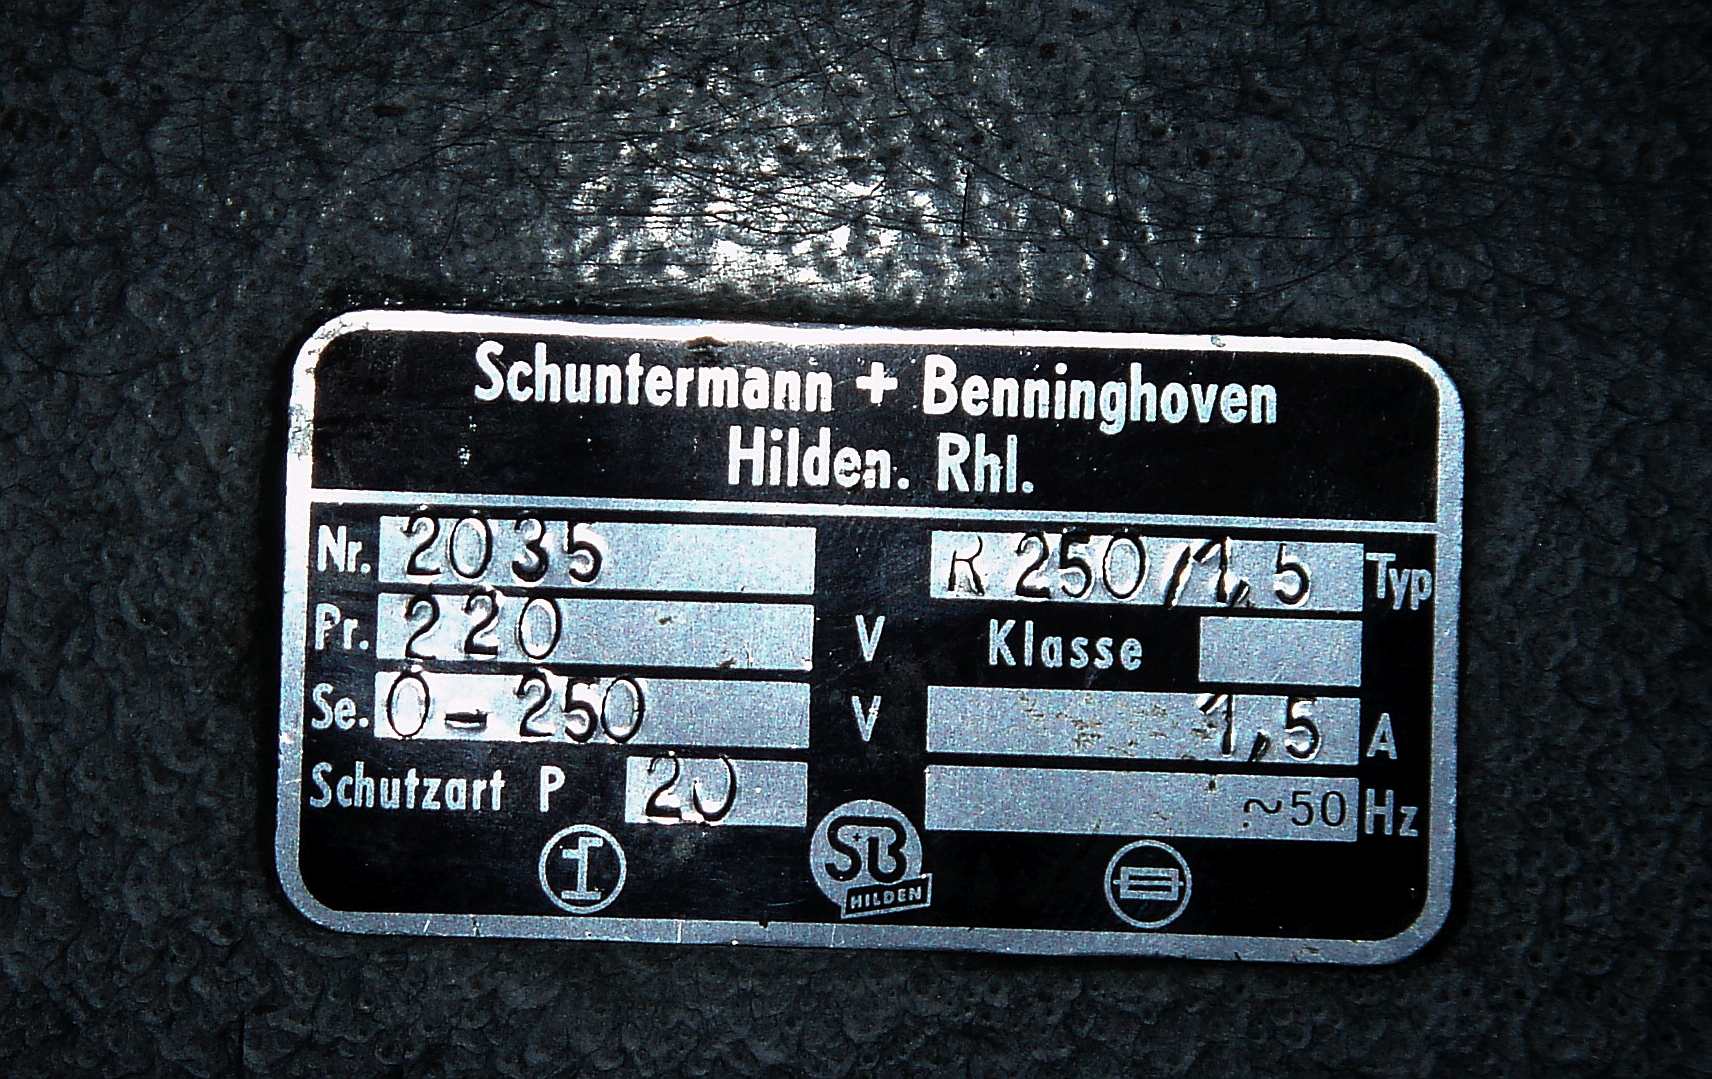 Schuntermann + Benninghoven
Hilden. Rhl.
Nr. 2035 R 250/1,5 Typ
Pr. 220 V Klasse
Se. 0-250 V 1,5 A
Schutzart P 20 ~50 Hz
S+B
HILDEN